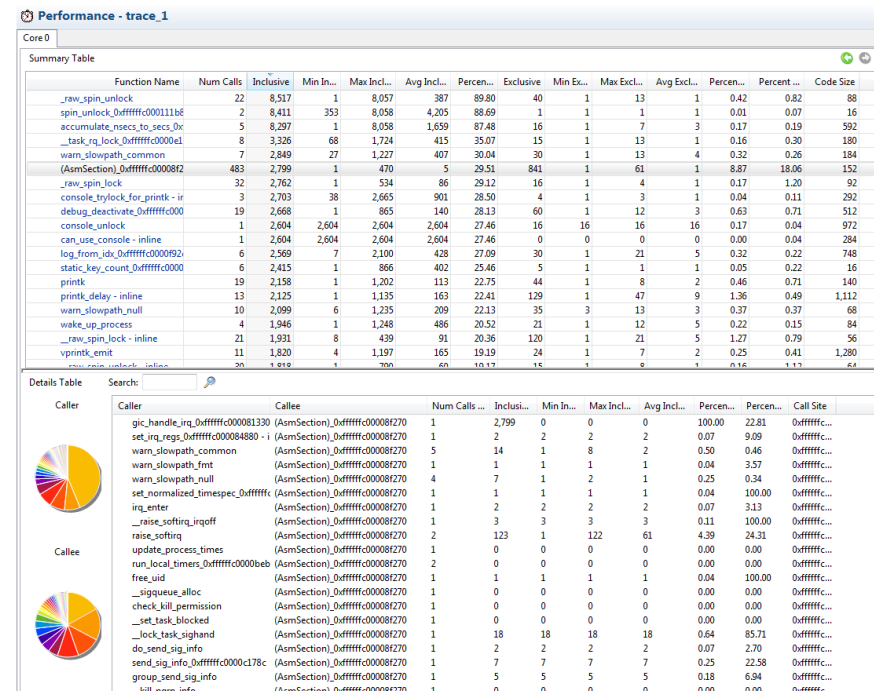 Performance - trace_1
Core 0
Summary Table
Function Name Num Calls Inclusive Min In... Max Incl... Avg Incl... Percen... Exclusive Min Ex... Max Excl... Avg Excl... Percen... Percent ... Code Size
_raw_spin_unlock 22 8,517 1 8,057 387 89.80 40 1 13 1 0.42 0.82 88
spin_unlock_0xffffffc000111b8 2 8,411 353 8,058 4,205 88.69 1 1 1 1 0.01 0.07 16
accumulate_nsecs_to_secs_0x 5 8,297 1 8,058 1,659 87.48 16 1 7 3 0.17 0.19 592
__task_rq_lock_0xffffffc0000e1 8 3,326 68 1,724 415 35.07 15 1 13 1 0.16 0.30 180
warn_slowpath_common 7 2,849 27 1,227 407 30.04 30 1 13 4 0.32 0.26 184
(AsmSection)_0xffffffc00008f2 483 2,799 1 470 5 29.51 841 1 61 1 8.87 18.06 152
_raw_spin_lock 32 2,762 1 534 86 29.12 16 1 4 1 0.17 1.20 92
console_trylock_for_printk - ir 3 2,703 38 2,665 901 28.50 4 1 3 1 0.04 0.11 292
debug_deactivate_0xffffffc000 19 2,668 1 865 140 28.13 60 1 12 3 0.63 0.71 512
console_unlock 1 2,604 2,604 2,604 2,604 27.46 16 16 16 16 0.17 0.04 972
can_use_console - inline 1 2,604 2,604 2,604 2,604 27.46 0 0 0 0 0.00 0.04 284
log_from_idx_0xffffffc0000f92 6 2,569 7 2,100 428 27.09 30 1 21 5 0.32 0.22 748
static_key_count_0xffffffc0000 6 2,415 1 866 402 25.46 5 1 1 1 0.05 0.22 16
printk 19 2,158 1 1,202 113 22.75 44 1 8 2 0.46 0.71 140
printk_delay - inline 13 2,125 1 1,135 163 22.41 129 1 47 9 1.36 0.49 1,112
warn_slowpath_null 10 2,099 6 1,235 209 22.13 35 3 13 3 0.37 0.37 68
wake_up_process 4 1,946 1 1,248 486 20.52 21 1 12 5 0.22 0.15 84
__raw_spin_lock - inline 21 1,931 8 439 91 20.36 120 1 21 5 1.27 0.79 56
vprintk_emit 11 1,820 4 1,197 165 19.19 24 1 7 2 0.25 0.41 1,280
Details Table Search:
Caller
Caller Callee Num Calls ... Inclusi... Min In... Max Incl... Avg Incl... Percen... Percen... Call Site
gic_handle_irq_0xffffffc000081330 (AsmSection)_0xffffffc00008f270 1 2,799 0 0 0 100.00 22.81 0xffffffc...
set_irq_regs_0xffffffc000084880 - i (AsmSection)_0xffffffc00008f270 1 2 2 2 2 0.07 9.09 0xffffffc...
warn_slowpath_common (AsmSection)_0xffffffc00008f270 5 14 1 8 2 0.50 0.46 0xffffffc...
warn_slowpath_fmt (AsmSection)_0xffffffc00008f270 1 1 1 1 1 0.04 3.57 0xffffffc...
warn_slowpath_null (AsmSection)_0xffffffc00008f270 4 7 1 2 1 0.25 0.34 0xffffffc...
set_normalized_timespec_0xffffffc (AsmSection)_0xffffffc00008f270 1 1 1 1 1 0.04 100.00 0xffffffc...
irq_enter (AsmSection)_0xffffffc00008f270 1 2 2 2 2 0.07 3.13 0xffffffc...
__raise_softirq_irqoff (AsmSection)_0xffffffc00008f270 1 3 3 3 3 0.11 100.00 0xffffffc...
raise_softirq (AsmSection)_0xffffffc00008f270 2 123 1 122 61 4.39 24.31 0xffffffc...
update_process_times (AsmSection)_0xffffffc00008f270 1 0 0 0 0 0.00 0.00 0xffffffc...
Callee
run_local_timers_0xffffffc0000beb (AsmSection)_0xffffffc00008f270 2 0 0 0 0 0.00 0.00 0xffffffc...
free_uid (AsmSection)_0xffffffc00008f270 1 1 1 1 1 0.04 100.00 0xffffffc...
__sigqueue_alloc (AsmSection)_0xffffffc00008f270 1 0 0 0 0 0.00 0.00 0xffffffc...
check_kill_permission (AsmSection)_0xffffffc00008f270 1 0 0 0 0 0.00 0.00 0xffffffc...
__set_task_blocked (AsmSection)_0xffffffc00008f270 1 0 0 0 0 0.00 0.00 0xffffffc...
__lock_task_sighand (AsmSection)_0xffffffc00008f270 1 18 18 18 18 0.64 85.71 0xffffffc...
do_send_sig_info (AsmSection)_0xffffffc00008f270 1 2 2 2 2 0.07 2.70 0xffffffc...
send_sig_info_0xffffffc0000c178c (AsmSection)_0xffffffc00008f270 1 7 7 7 7 0.25 22.58 0xffffffc...
group_send_sig_info (AsmSection)_0xffffffc00008f270 1 5 5 5 5 0.18 6.94 0xffffffc...